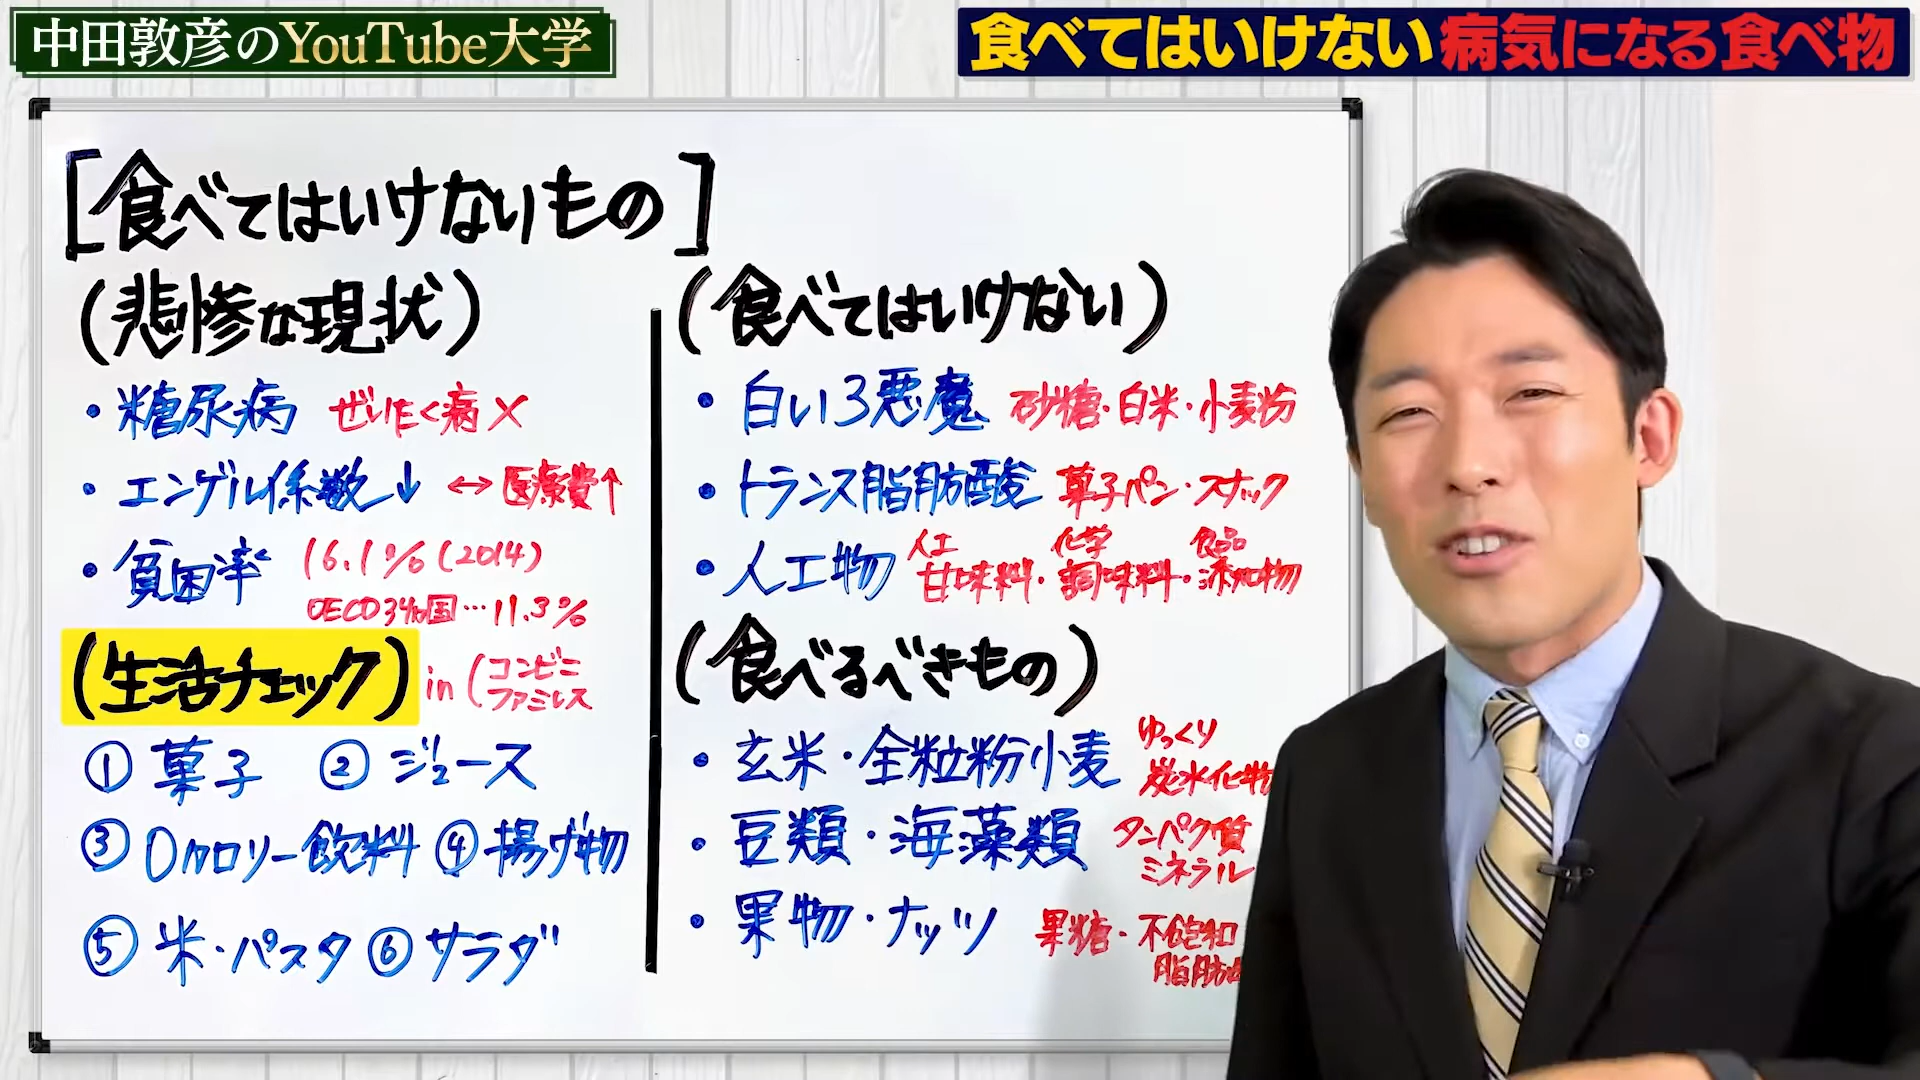 中田敦彦のYouTube大学
食べてはいけない病気になる食べ物
[食べてはいけないもの]
(悲惨な現状)
・糖尿病 ぜいたく病×
・エンゲル係数↓ ↔医療費↑
・貧困率 16.1%(2014)
OECD34カ国…11.3%
(生活チェック) in (コンビニ
ファミレス
①菓子 ②ジュース
③0カロリー飲料 ④揚げ物
⑤米・パスタ ⑥サラダ
(食べてはいけない)
・白い3悪魔 砂糖・白米・小麦粉
・トランス脂肪酸 菓子パン・スナック
・人工物 人工甘味料・化学調味料・食品添加物
(食べるべきもの)
・玄米・全粒粉小麦 ゆっくり
炭水化物
・豆類・海藻類 タンパク質
ミネラル
・果物・ナッツ 果糖・不飽和
脂肪